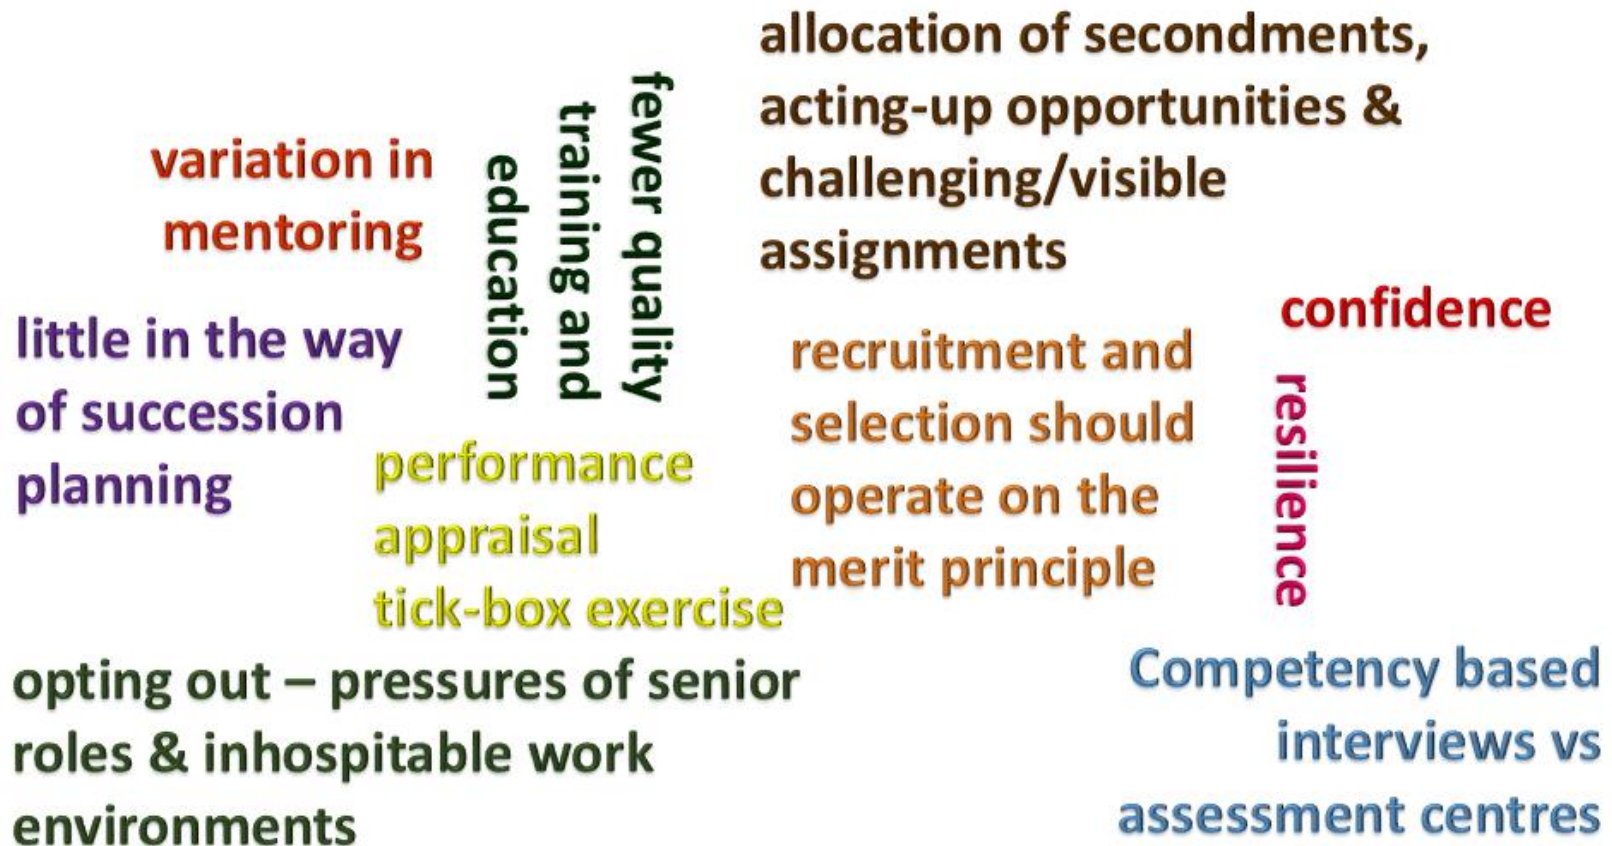 allocation of secondments,
acting-up opportunities &
challenging/visible
assignments
variation in
mentoring
fewer quality
training and
education
confidence
little in the way
of succession
planning
recruitment and
selection should
operate on the
merit principle
resilience
performance
appraisal
tick-box exercise
opting out – pressures of senior
roles & inhospitable work
environments
Competency based
interviews vs
assessment centres